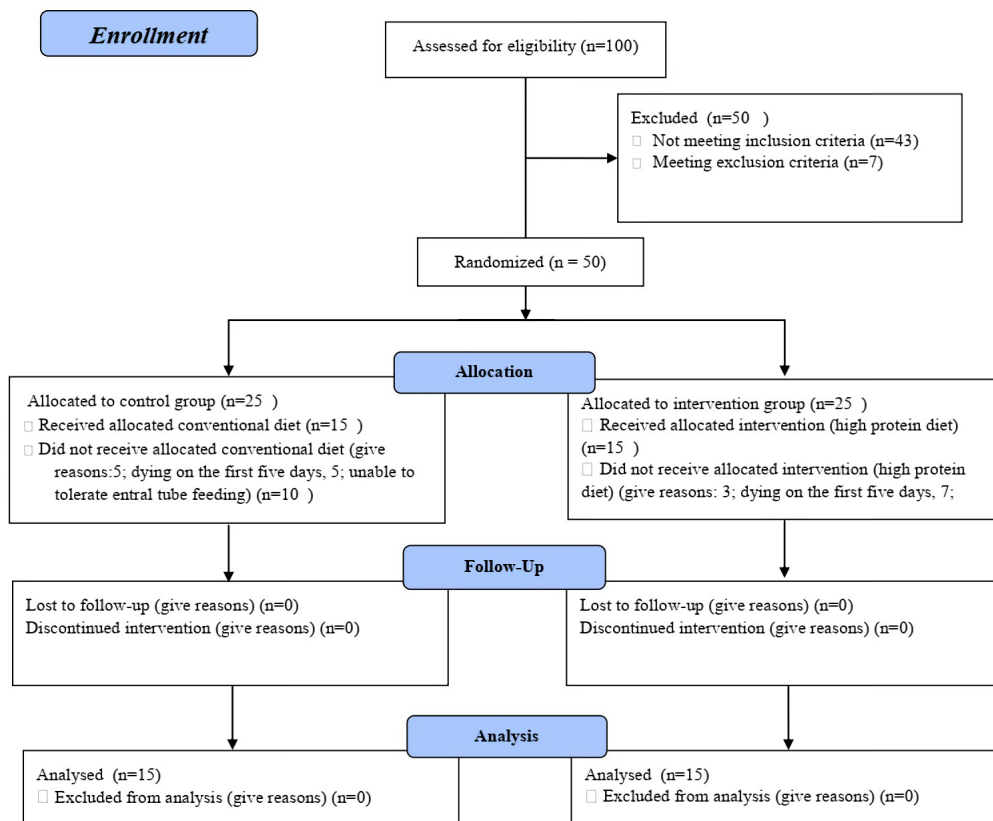 Enrollment
Assessed for eligibility (n=100)
Excluded (n=50 )
□ Not meeting inclusion criteria (n=43)
□ Meeting exclusion criteria (n=7)
Randomized (n = 50)
Allocation
Allocated to control group (n=25 )
□ Received allocated conventional diet (n=15 )
□ Did not receive allocated conventional diet (give
reasons:5; dying on the first five days, 5; unable to
tolerate entral tube feeding) (n=10 )
Allocated to intervention group (n=25 )
□ Received allocated intervention (high protein diet)
(n=15 )
□ Did not receive allocated intervention (high protein
diet) (give reasons: 3; dying on the first five days, 7;
Follow-Up
Lost to follow-up (give reasons) (n=0)
Discontinued intervention (give reasons) (n=0)
Lost to follow-up (give reasons) (n=0)
Discontinued intervention (give reasons) (n=0)
Analysis
Analysed (n=15)
□ Excluded from analysis (give reasons) (n=0)
Analysed (n=15)
□ Excluded from analysis (give reasons) (n=0)